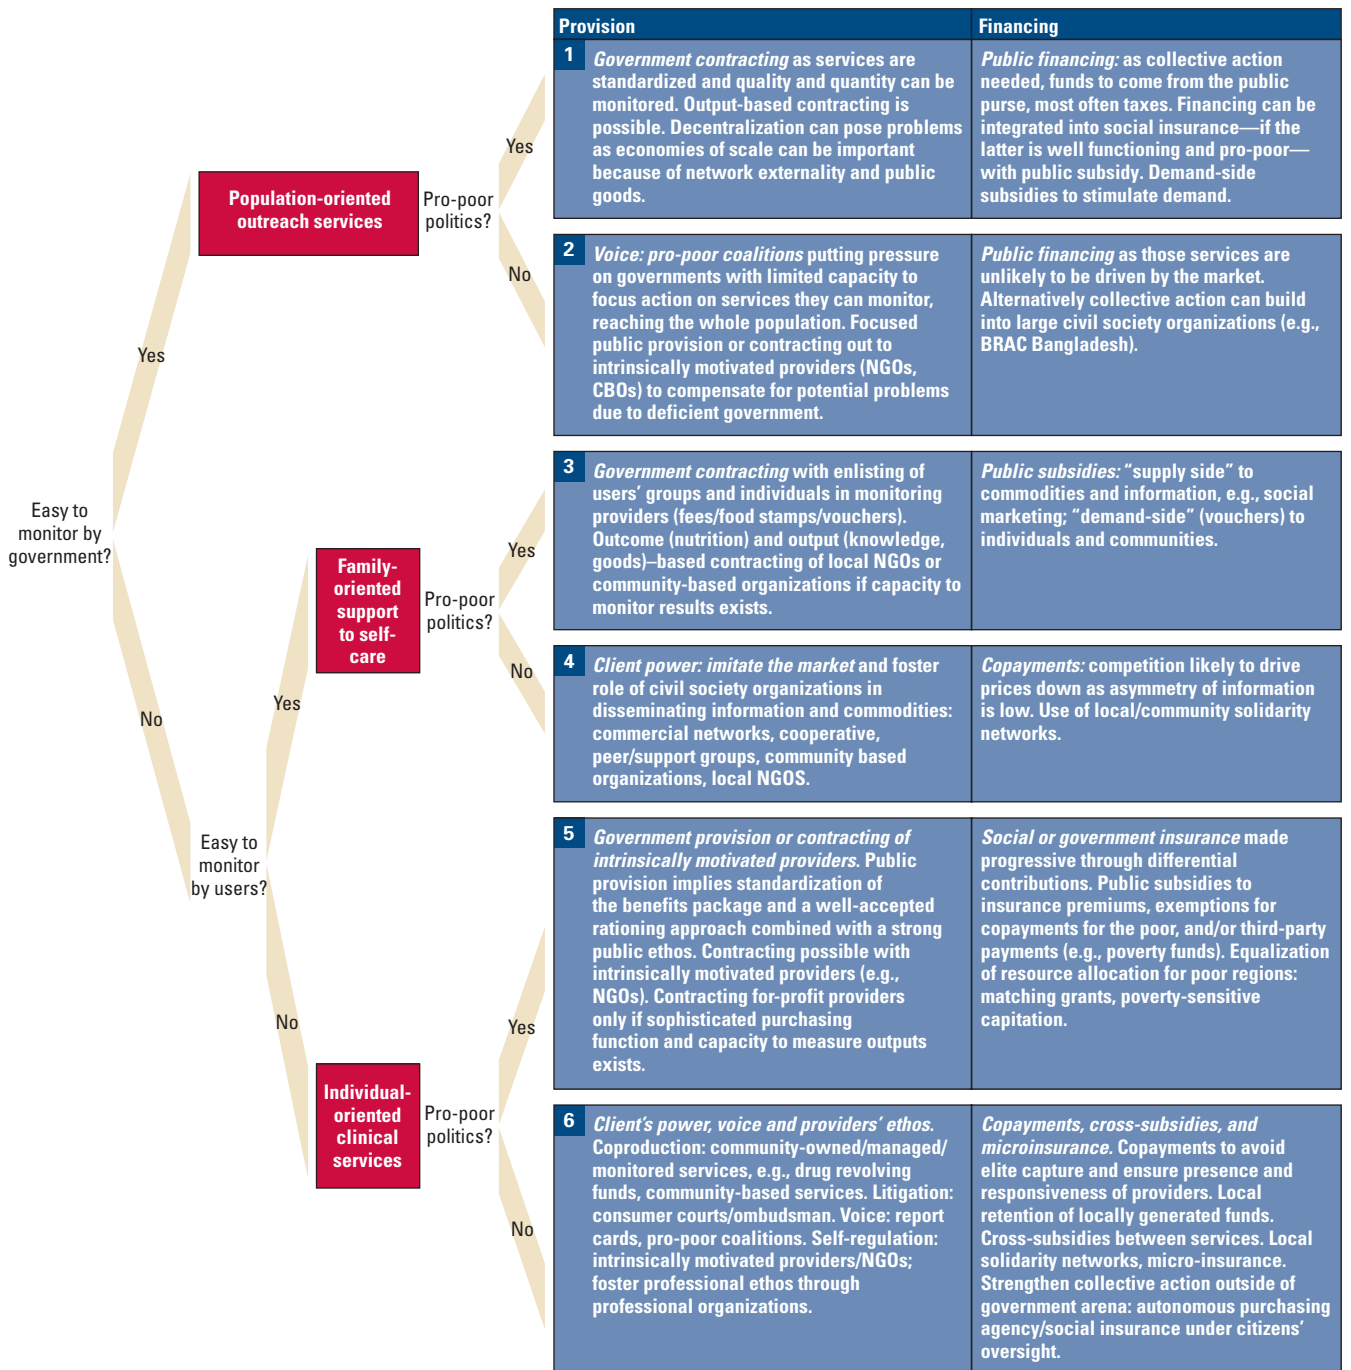 Provision
Financing
1
Government contracting as services are
standardized and quality and quantity can be
monitored. Output-based contracting is
possible. Decentralization can pose problems
as economies of scale can be important
because of network externality and public
goods.
Public financing: as collective action
needed, funds to come from the public
purse, most often taxes. Financing can be
integrated into social insurance—if the
latter is well functioning and pro-poor—
with public subsidy. Demand-side
subsidies to stimulate demand.
Yes
Population-oriented
outreach services
Pro-poor
politics?
No
2
Voice: pro-poor coalitions putting pressure
on governments with limited capacity to
focus action on services they can monitor,
reaching the whole population. Focused
public provision or contracting out to
intrinsically motivated providers (NGOs,
CBOs) to compensate for potential problems
due to deficient government.
Public financing as those services are
unlikely to be driven by the market.
Alternatively collective action can build
into large civil society organizations (e.g.,
BRAC Bangladesh).
Yes
Easy to
monitor by
government?
No
3
Government contracting with enlisting of
users’ groups and individuals in monitoring
providers (fees/food stamps/vouchers).
Outcome (nutrition) and output (knowledge,
goods)–based contracting of local NGOs or
community-based organizations if capacity to
monitor results exists.
Public subsidies: “supply side” to
commodities and information, e.g., social
marketing; “demand-side” (vouchers) to
individuals and communities.
Yes
Family-
oriented
support
to self-
care
Pro-poor
politics?
No
4
Client power: imitate the market and foster
role of civil society organizations in
disseminating information and commodities:
commercial networks, cooperative,
peer/support groups, community based
organizations, local NGOS.
Copayments: competition likely to drive
prices down as asymmetry of information
is low. Use of local/community solidarity
networks.
Yes
Easy to
monitor
by users?
No
5
Government provision or contracting of
intrinsically motivated providers. Public
provision implies standardization of
the benefits package and a well-accepted
rationing approach combined with a strong
public ethos. Contracting possible with
intrinsically motivated providers (e.g.,
NGOs). Contracting for-profit providers
only if sophisticated purchasing
function and capacity to measure outputs
exists.
Social or government insurance made
progressive through differential
contributions. Public subsidies to
insurance premiums, exemptions for
copayments for the poor, and/or third-party
payments (e.g., poverty funds). Equalization
of resource allocation for poor regions:
matching grants, poverty-sensitive
capitation.
Yes
Individual-
oriented
clinical
services
Pro-poor
politics?
No
6
Client’s power, voice and providers’ ethos.
Coproduction: community-owned/managed/
monitored services, e.g., drug revolving
funds, community-based services. Litigation:
consumer courts/ombudsman. Voice: report
cards, pro-poor coalitions. Self-regulation:
intrinsically motivated providers/NGOs;
foster professional ethos through
professional organizations.
Copayments, cross-subsidies, and
microinsurance. Copayments to avoid
elite capture and ensure presence and
responsiveness of providers. Local
retention of locally generated funds.
Cross-subsidies between services. Local
solidarity networks, micro-insurance.
Strengthen collective action outside of
government arena: autonomous purchasing
agency/social insurance under citizens’
oversight.